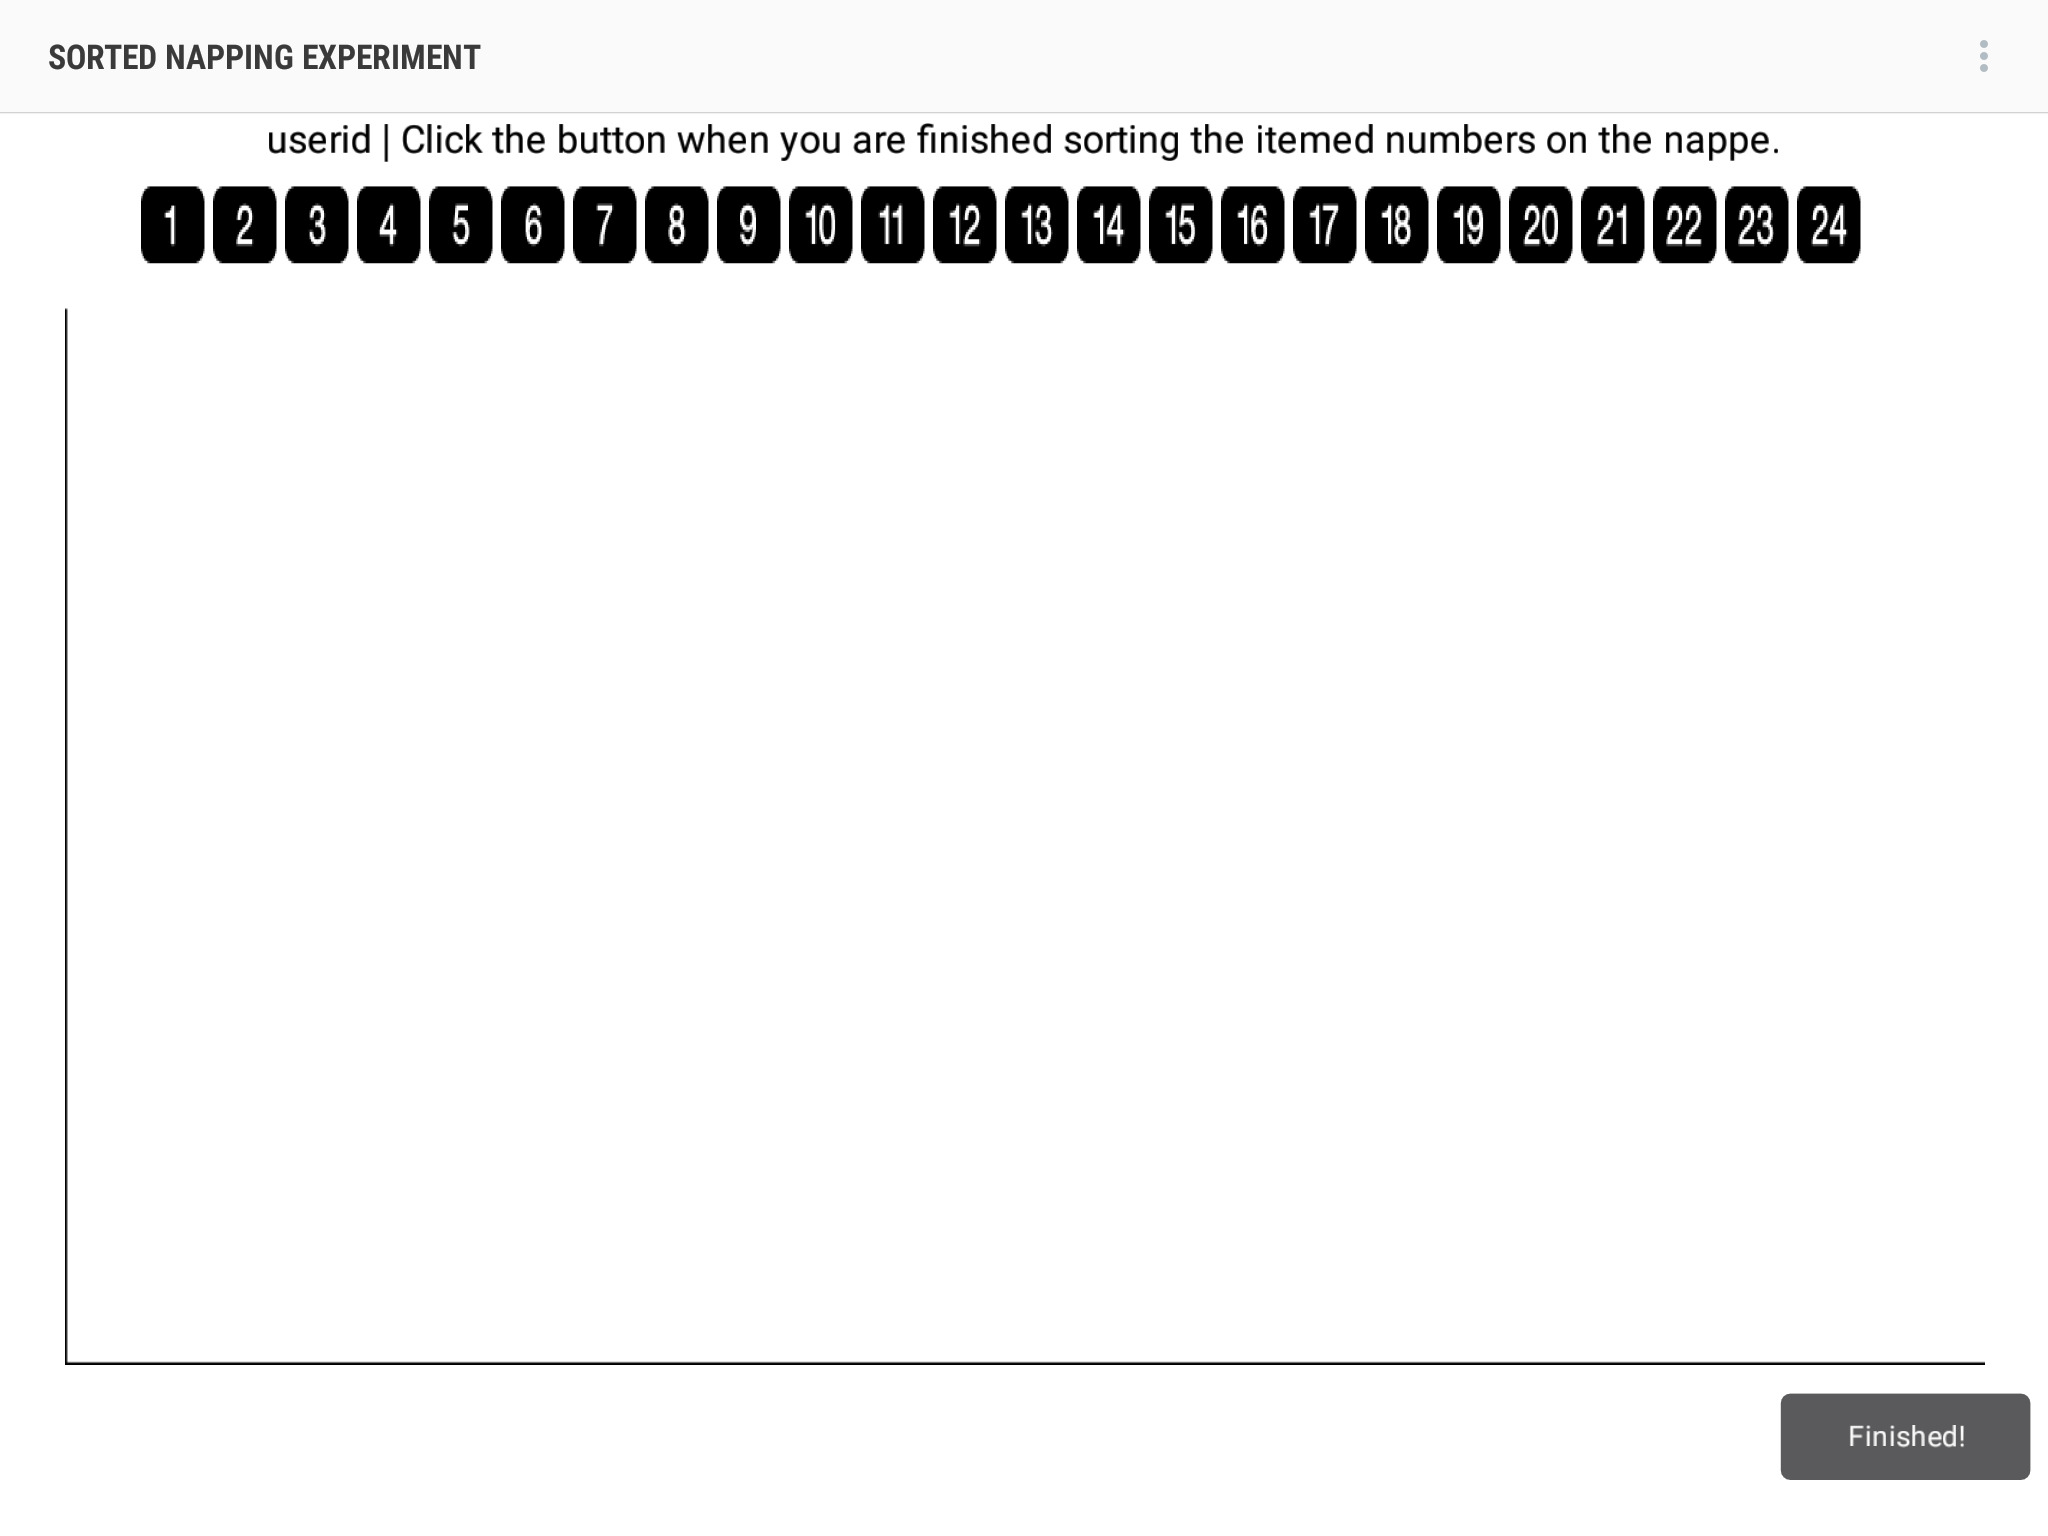 SORTED NAPPING EXPERIMENT
userid | Click the button when you are finished sorting the itemed numbers on the nappe.
1 2 3 4 5 6 7 8 9 10 11 12 13 14 15 16 17 18 19 20 21 22 23 24
Finished!